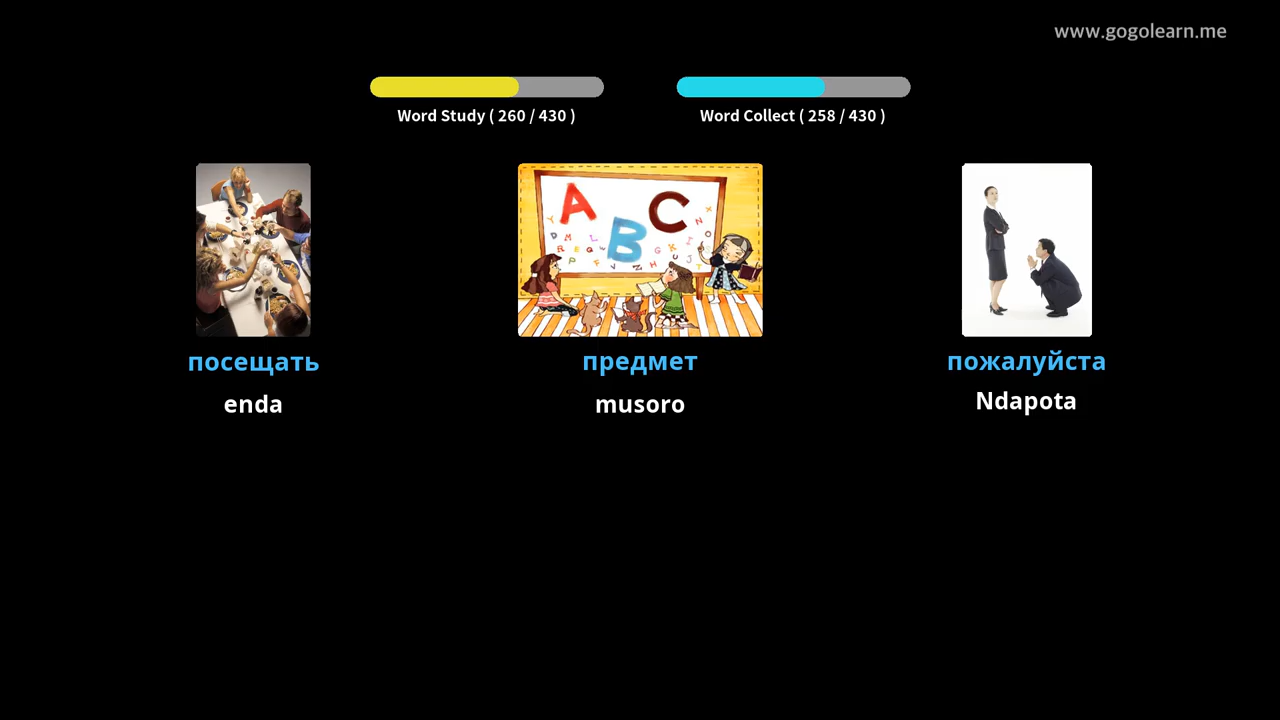 www.gogolearn.me
Word Study ( 260 / 430 )
Word Collect ( 258 / 430 )
A B C
посещать
предмет
пожалуйста
enda
musoro
Ndapota